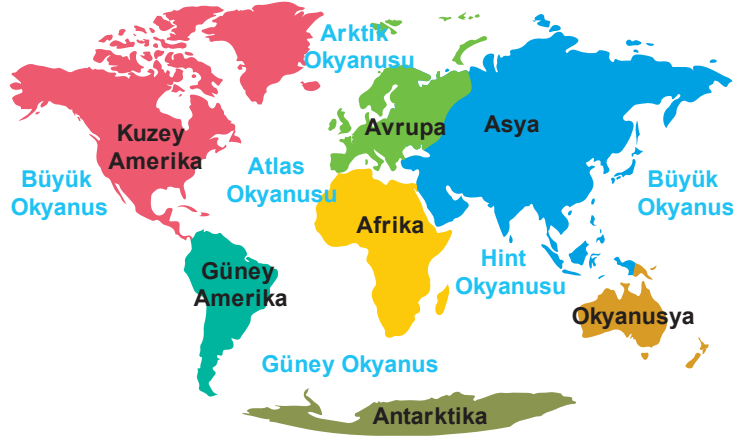 Arktik
Okyanusu
Kuzey
Amerika
Avrupa
Asya
Büyük
Okyanus
Atlas
Okyanusu
Büyük
Okyanus
Afrika
Güney
Amerika
Hint
Okyanusu
Okyanusya
Güney Okyanus
Antarktika